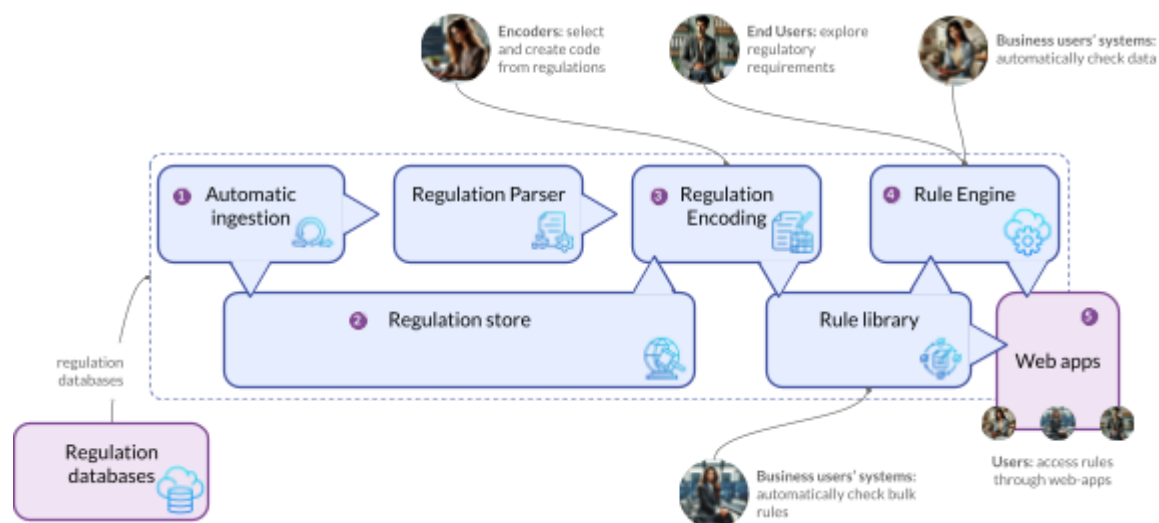 Encoders: select
and create code
from regulations
End Users: explore
regulatory
requirements
Business users' systems:
automatically check data
1 Automatic
ingestion
Regulation Parser
3 Regulation
Encoding
4 Rule Engine
2 Regulation store
Rule library
5
Web apps
regulation
databases
Regulation
databases
Business users' systems:
automatically check bulk
rules
Users: access rules
through web-apps